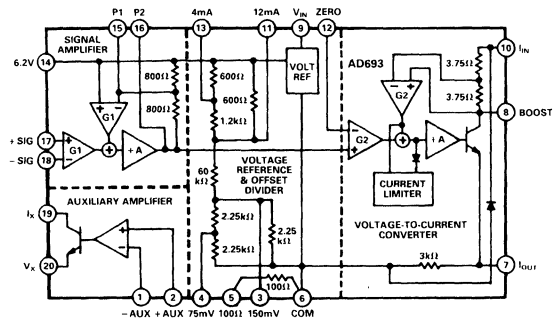 P1 P2 4mA 12mA VIN ZERO
15 16 13 11 9 12
SIGNAL
AMPLIFIER
6.2V 14
800Ω
800Ω
600Ω
600Ω
1.2kΩ
VOLT
REF
AD693
3.75Ω
3.75Ω
10 IIN
8 BOOST
G1
G2
+ SIG 17
− SIG 18
G1 + +A
G2 + +A
60
kΩ
VOLTAGE
REFERENCE
& OFFSET
DIVIDER
CURRENT
LIMITER
AUXILIARY AMPLIFIER
IX 19
VX 20
2.25kΩ
2.25kΩ
2.25
kΩ
VOLTAGE-TO-CURRENT
CONVERTER
3kΩ
7 IOUT
100Ω
1 2 4 5 3 6
− AUX + AUX 75mV 100Ω 150mV COM